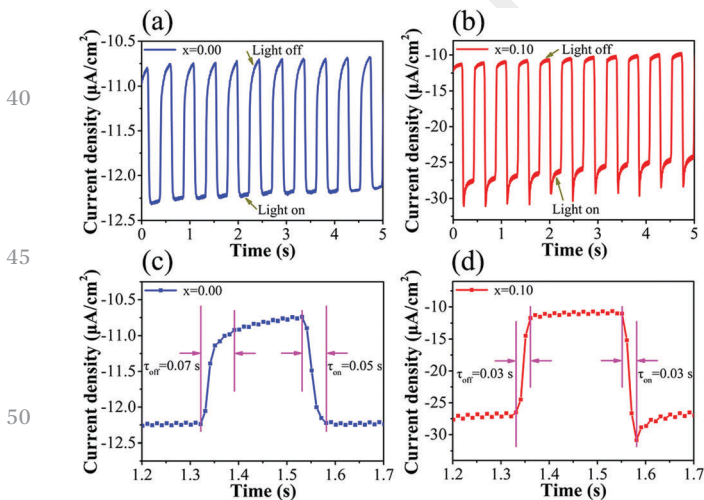 (a)
x=0.00
Light off
Light on
-10.5
-11.0
-11.5
-12.0
-12.5
Current density (μA/cm²)
0 1 2 3 4 5
Time (s)
(b)
x=0.10
Light off
Light on
-10
-15
-20
-25
-30
Current density (μA/cm²)
0 1 2 3 4 5
Time (s)
40
45
50
(c)
x=0.00
-10.5
-11.0
-11.5
-12.0
-12.5
Current density (μA/cm²)
τoff=0.07 s
τon=0.05 s
1.2 1.3 1.4 1.5 1.6 1.7
Time (s)
(d)
x=0.10
-10
-15
-20
-25
-30
Current density (μA/cm²)
τoff=0.03 s
τon=0.03 s
1.2 1.3 1.4 1.5 1.6 1.7
Time (s)